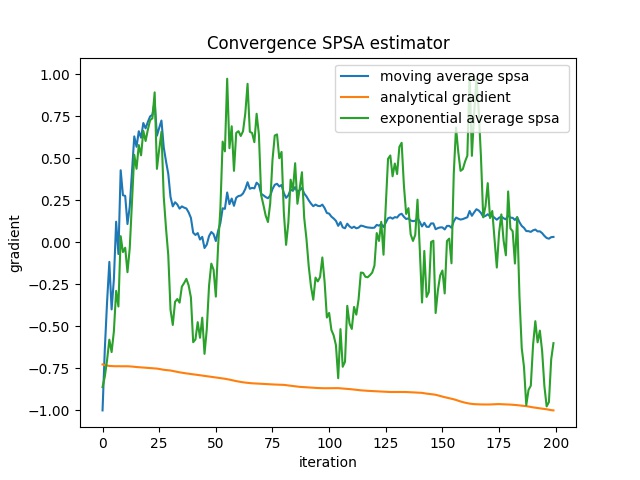 Convergence SPSA estimator
moving average spsa
analytical gradient
exponential average spsa
1.00
0.75
0.50
0.25
0.00
−0.25
−0.50
−0.75
−1.00
gradient
0 25 50 75 100 125 150 175 200
iteration